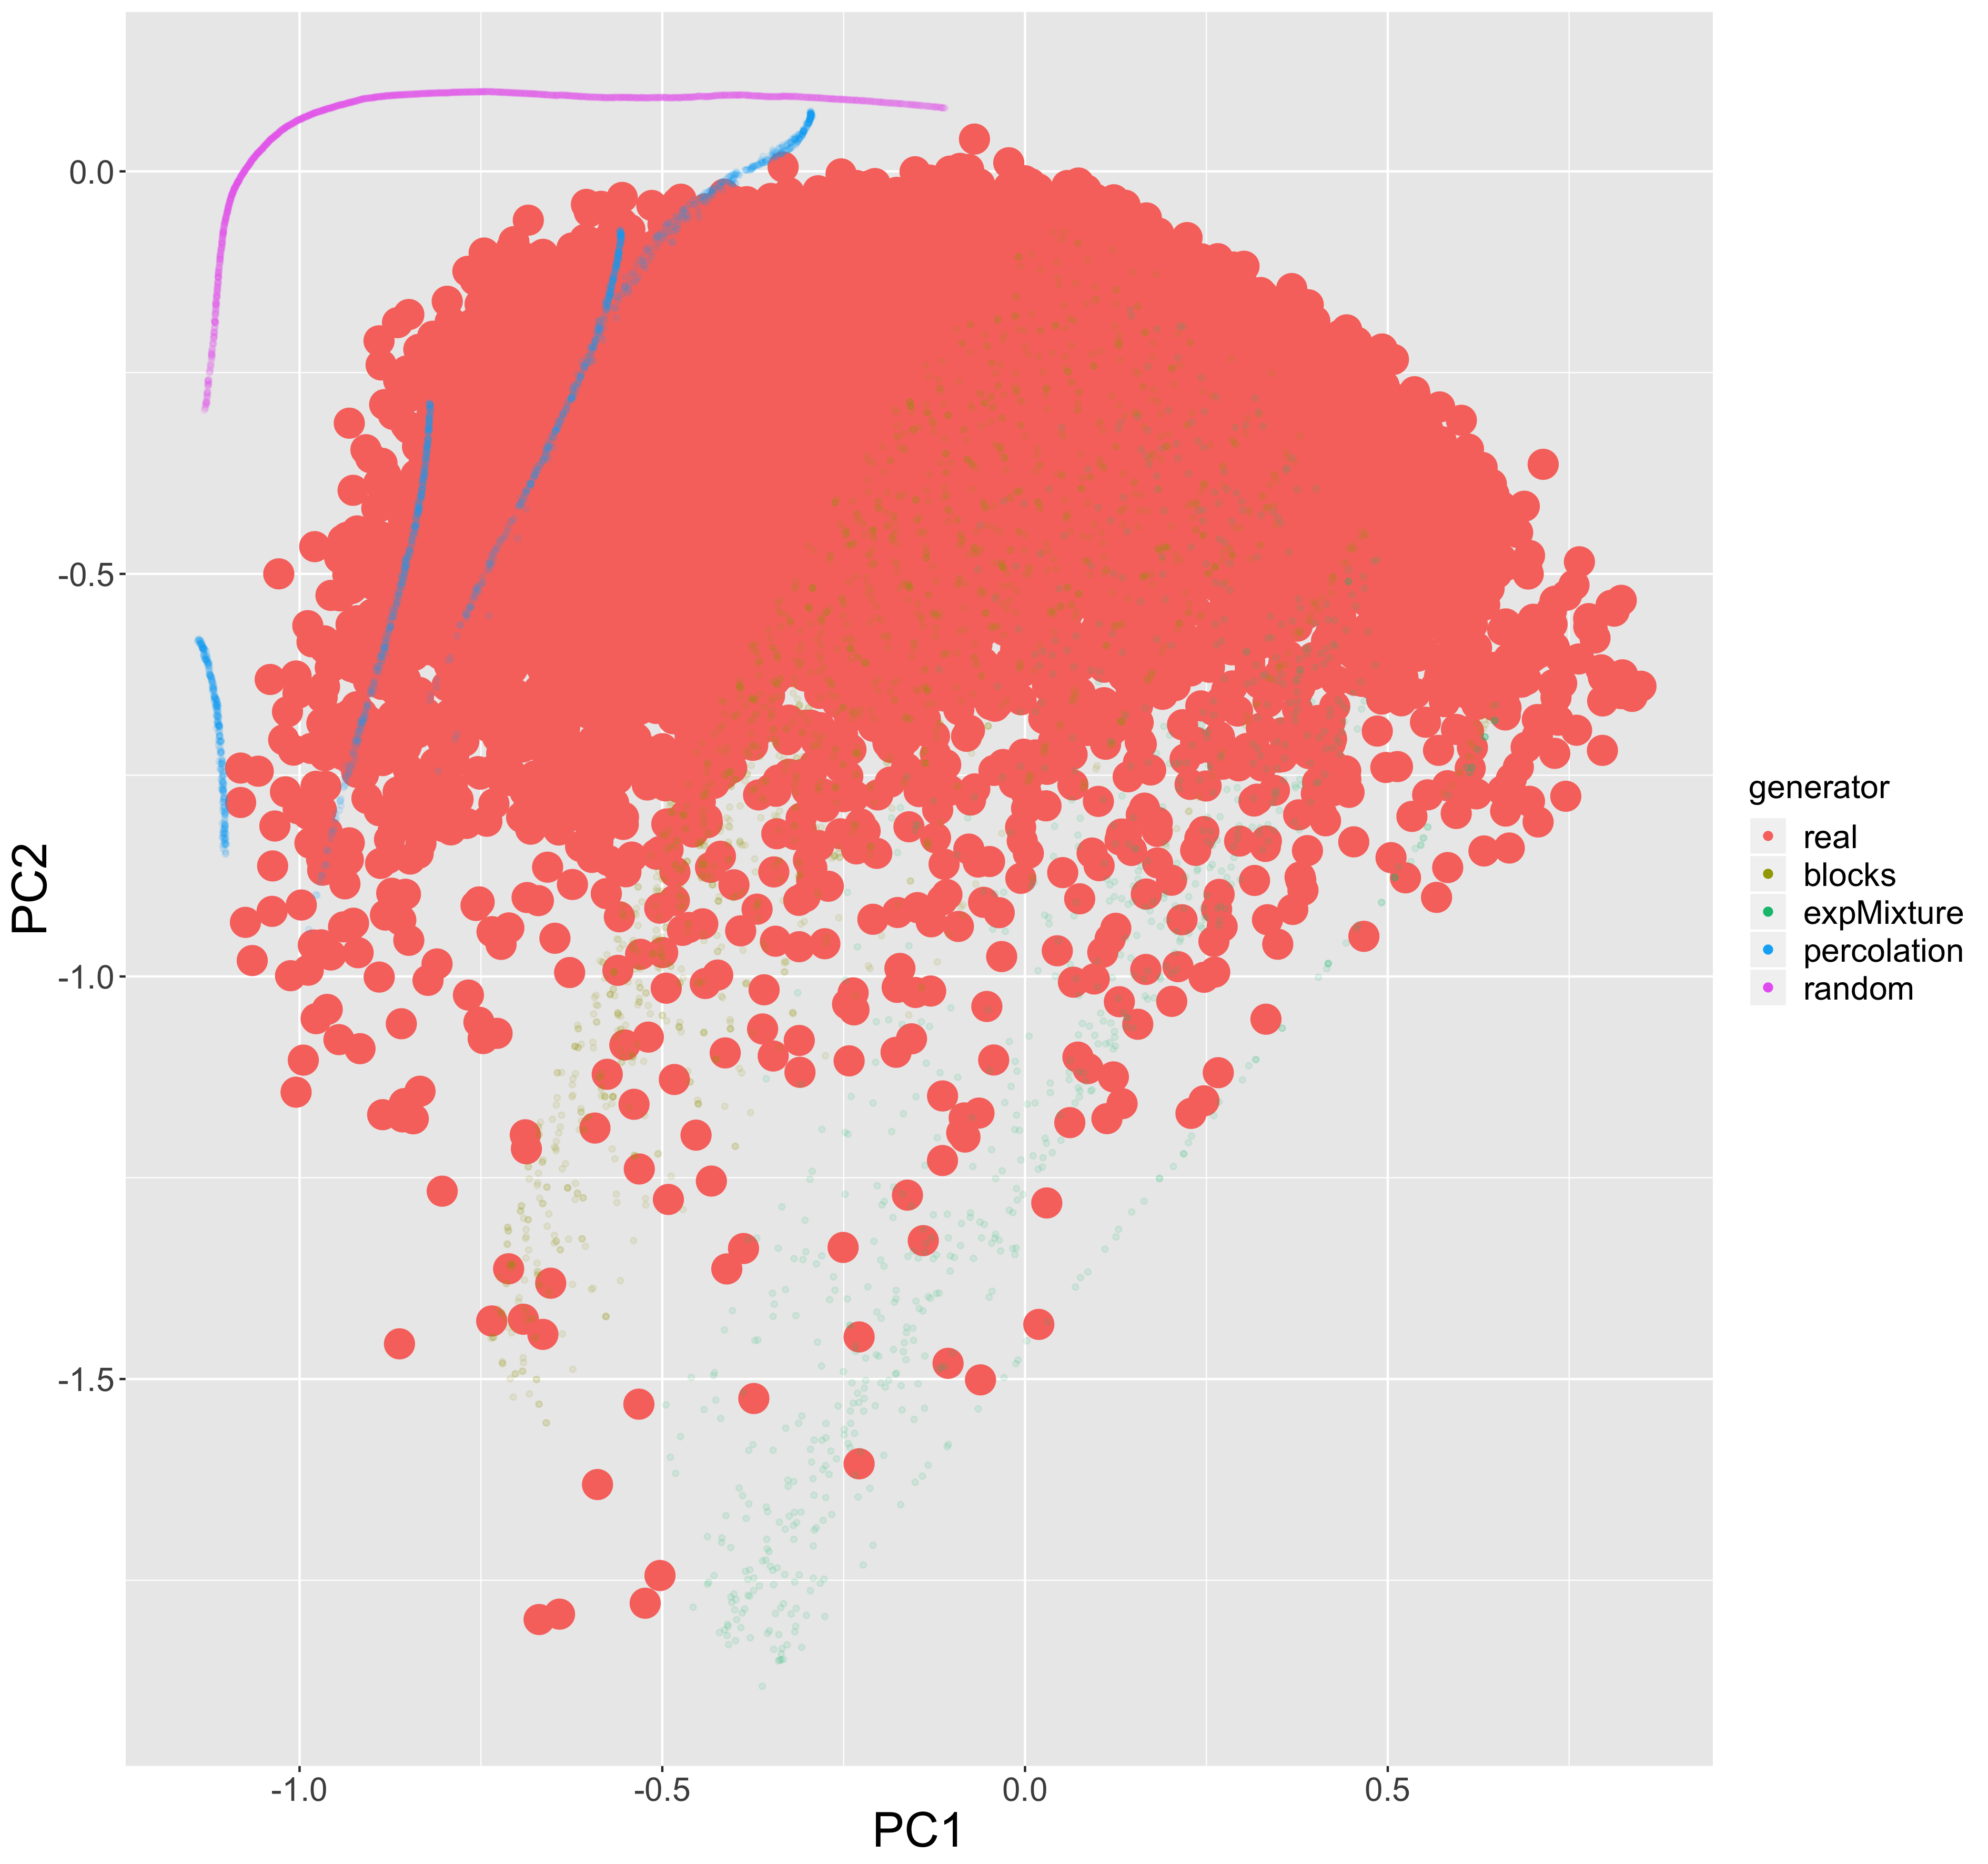 PC2
0.0
-0.5
-1.0
-1.5
-1.0
-0.5
0.0
0.5
PC1
generator
real
blocks
expMixture
percolation
random